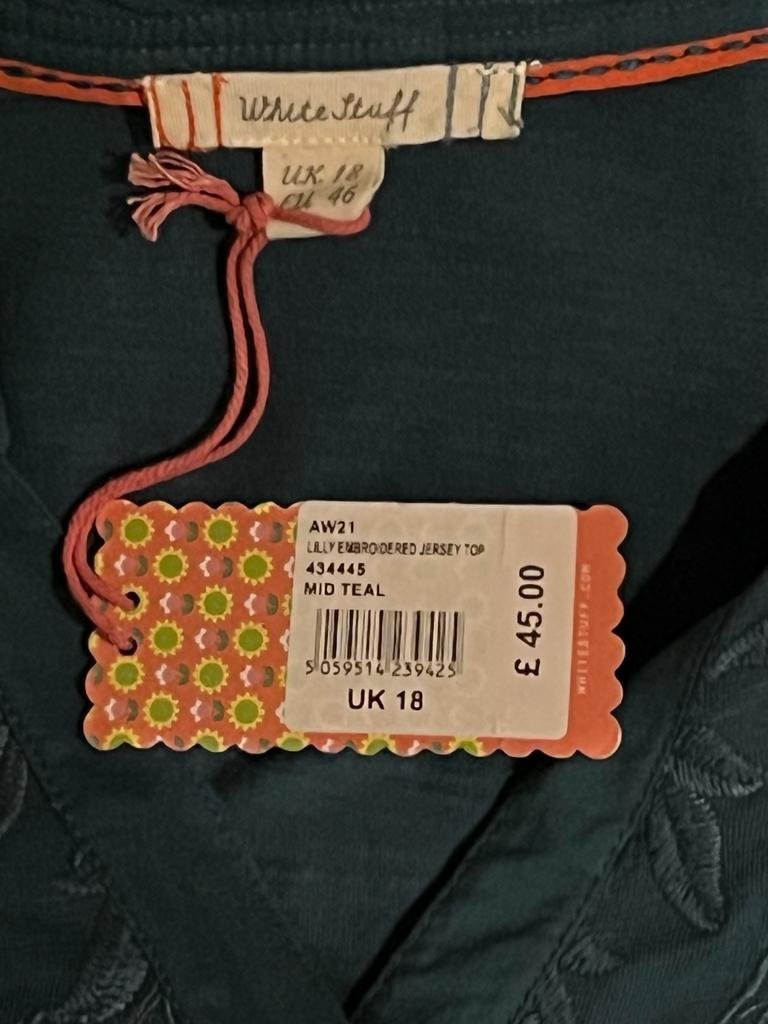 White Stuff
UK 18
EU 46
AW21
LILLY EMBROIDERED JERSEY TOP
434445
MID TEAL
5 059514 239425
UK 18
£ 45.00
WHITESTUFF.COM